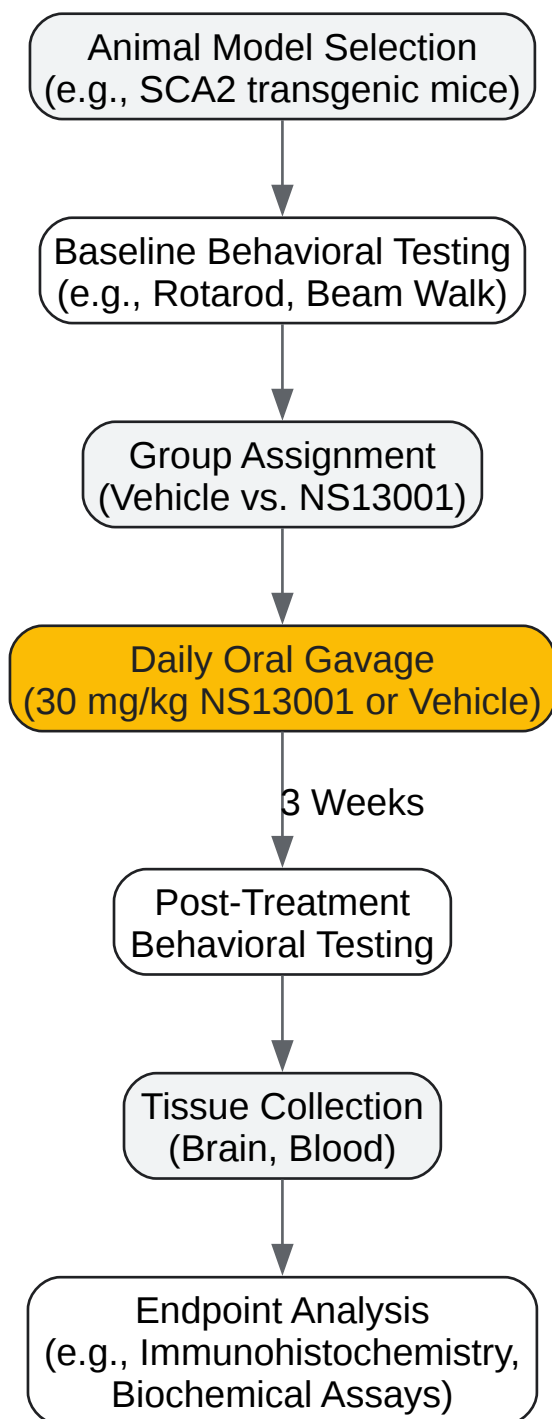 Animal Model Selection
(e.g., SCA2 transgenic mice)
Baseline Behavioral Testing
(e.g., Rotarod, Beam Walk)
Group Assignment
(Vehicle vs. NS13001)
Daily Oral Gavage
(30 mg/kg NS13001 or Vehicle)
3 Weeks
Post-Treatment
Behavioral Testing
Tissue Collection
(Brain, Blood)
Endpoint Analysis
(e.g., Immunohistochemistry,
Biochemical Assays)